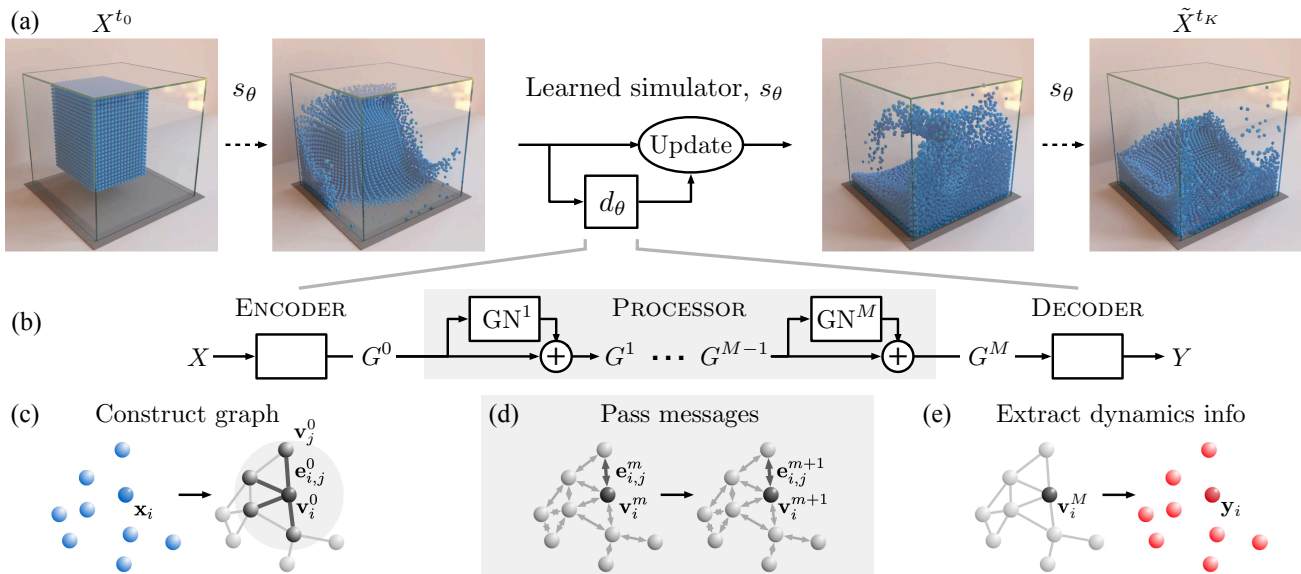 (a)
X^{t_0}
s_θ
Learned simulator, s_θ
Update
d_θ
s_θ
X̃^{t_K}
(b)
ENCODER
PROCESSOR
DECODER
X
G^0
GN^1
+
G^1
···
G^{M−1}
GN^M
+
G^M
Y
(c)
Construct graph
x_i
v_j^0
e_{i,j}^0
v_i^0
(d)
Pass messages
e_{i,j}^m
v_i^m
e_{i,j}^{m+1}
v_i^{m+1}
(e)
Extract dynamics info
v_i^M
y_i